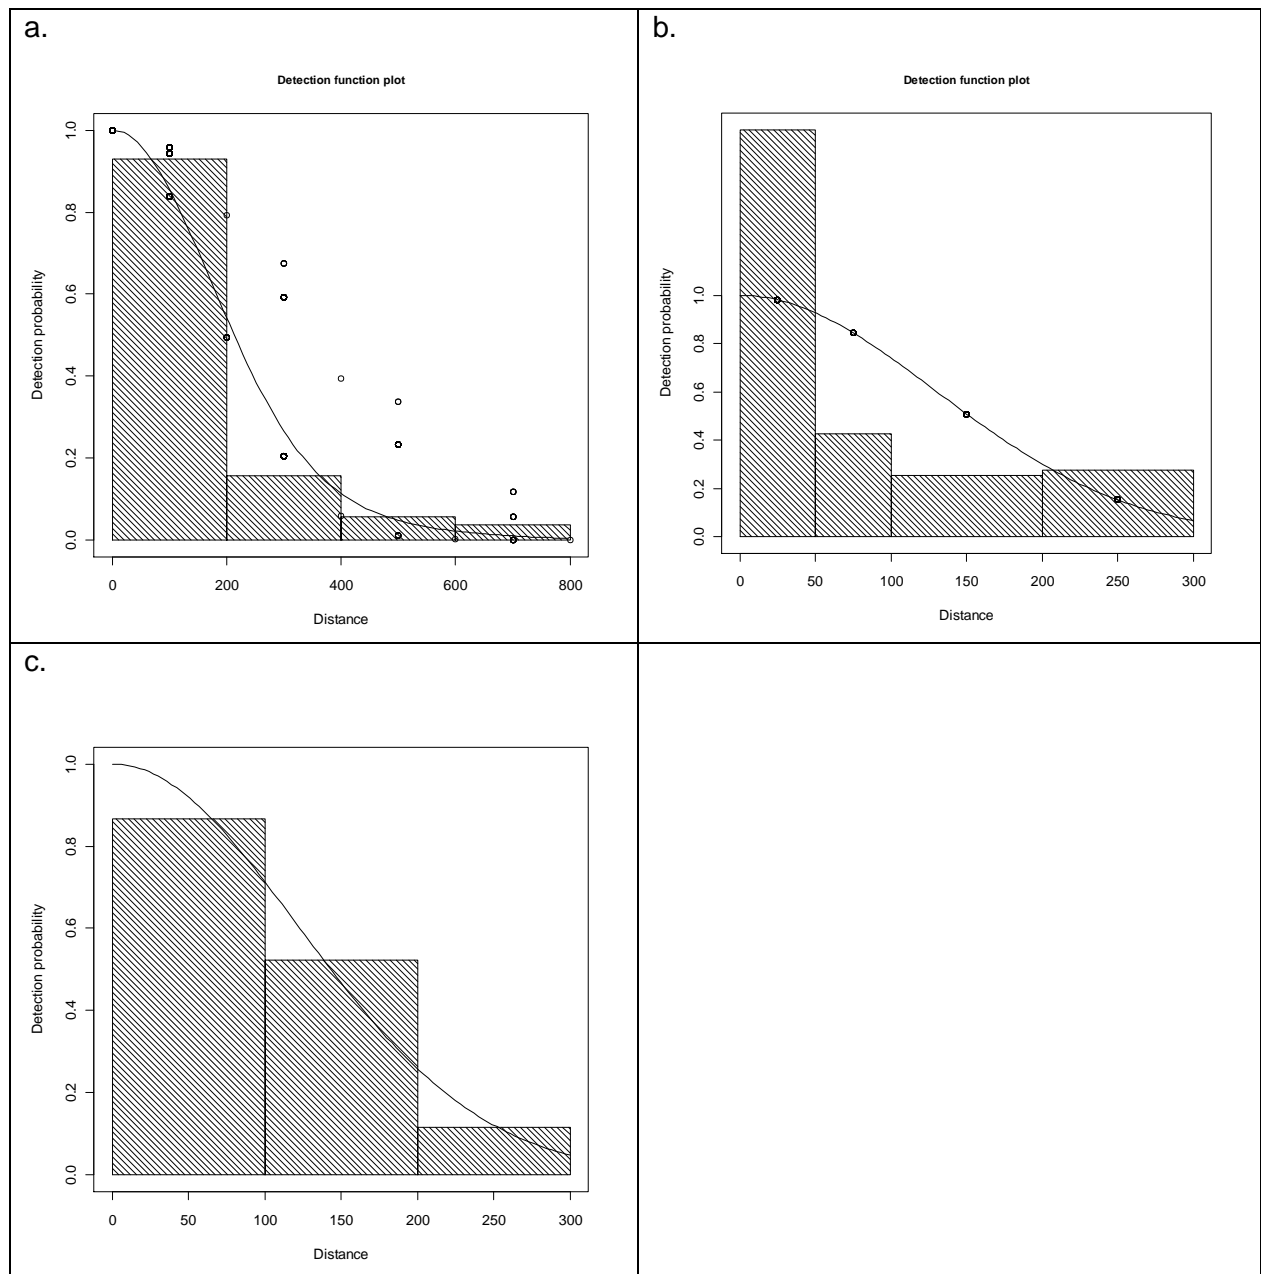 a.
Detection function plot
Detection probability
1.0
0.8
0.6
0.4
0.2
0.0
0 200 400 600 800
Distance
b.
Detection function plot
Detection probability
1.0
0.8
0.6
0.4
0.2
0.0
0 50 100 150 200 250 300
Distance
c.
Detection probability
1.0
0.8
0.6
0.4
0.2
0.0
0 50 100 150 200 250 300
Distance